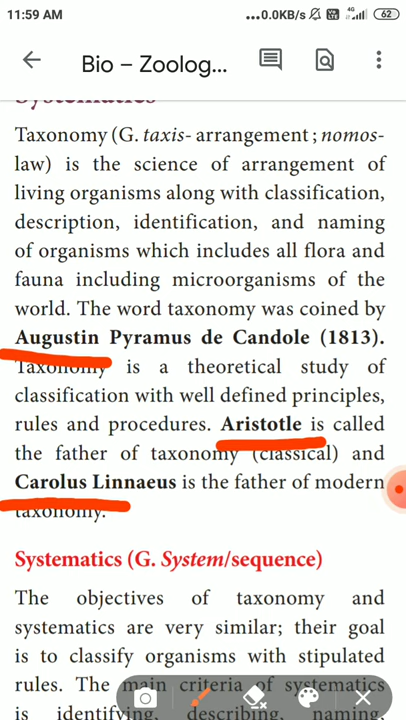 11:59 AM
...0.0KB/s
4G
62
Bio – Zoolog...
Systematics
Taxonomy (G. taxis- arrangement ; nomos-
law) is the science of arrangement of
living organisms along with classification,
description, identification, and naming
of organisms which includes all flora and
fauna including microorganisms of the
world. The word taxonomy was coined by
Augustin Pyramus de Candole (1813).
Taxonomy is a theoretical study of
classification with well defined principles,
rules and procedures. Aristotle is called
the father of taxonomy (classical) and
Carolus Linnaeus is the father of modern
taxonomy.
Systematics (G. System/sequence)
The objectives of taxonomy and
systematics are very similar; their goal
is to classify organisms with stipulated
rules. The main criteria of systematics
is identifying, describing, naming,